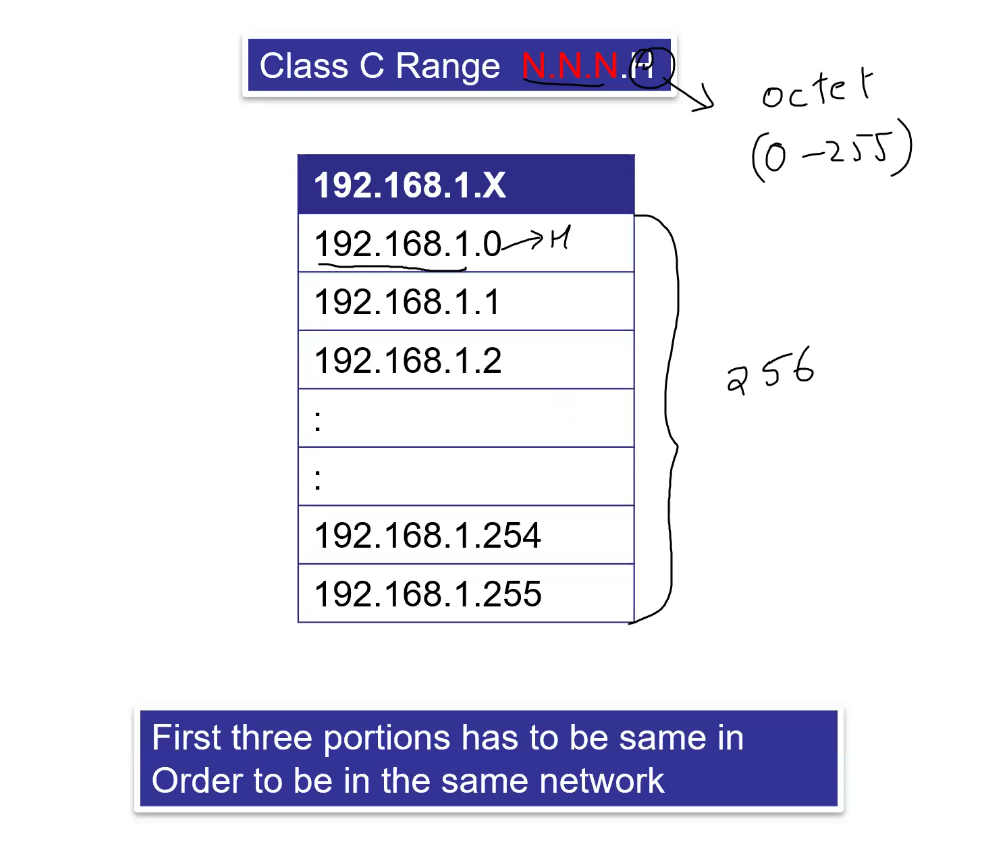 Class C Range N.N.N.H
octet
(0-255)
192.168.1.X
192.168.1.0 → H
192.168.1.1
192.168.1.2
:
:
192.168.1.254
192.168.1.255
256
First three portions has to be same in
Order to be in the same network